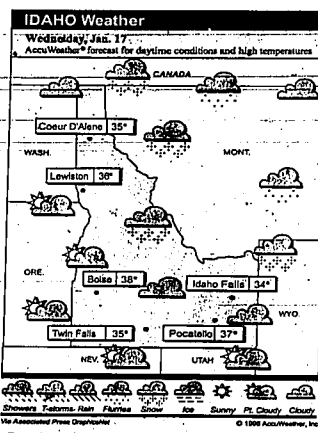 IDAHO Weather
Wednesday, Jan. 17
AccuWeather® forecast for daytime conditions and high temperatures
CANADA
Coeur D'Alene 35°
WASH.
MONT.
Lewiston 36°
ORE.
Boise 38°
Idaho Falls 34°
WYO.
Twin Falls 35°
Pocatello 37°
NEV.
UTAH
Showers T-storms Rain Flurries Snow Ice Sunny Pt. Cloudy Cloudy
Via Associated Press GraphicsNet
© 1996 AccuWeather, Inc.